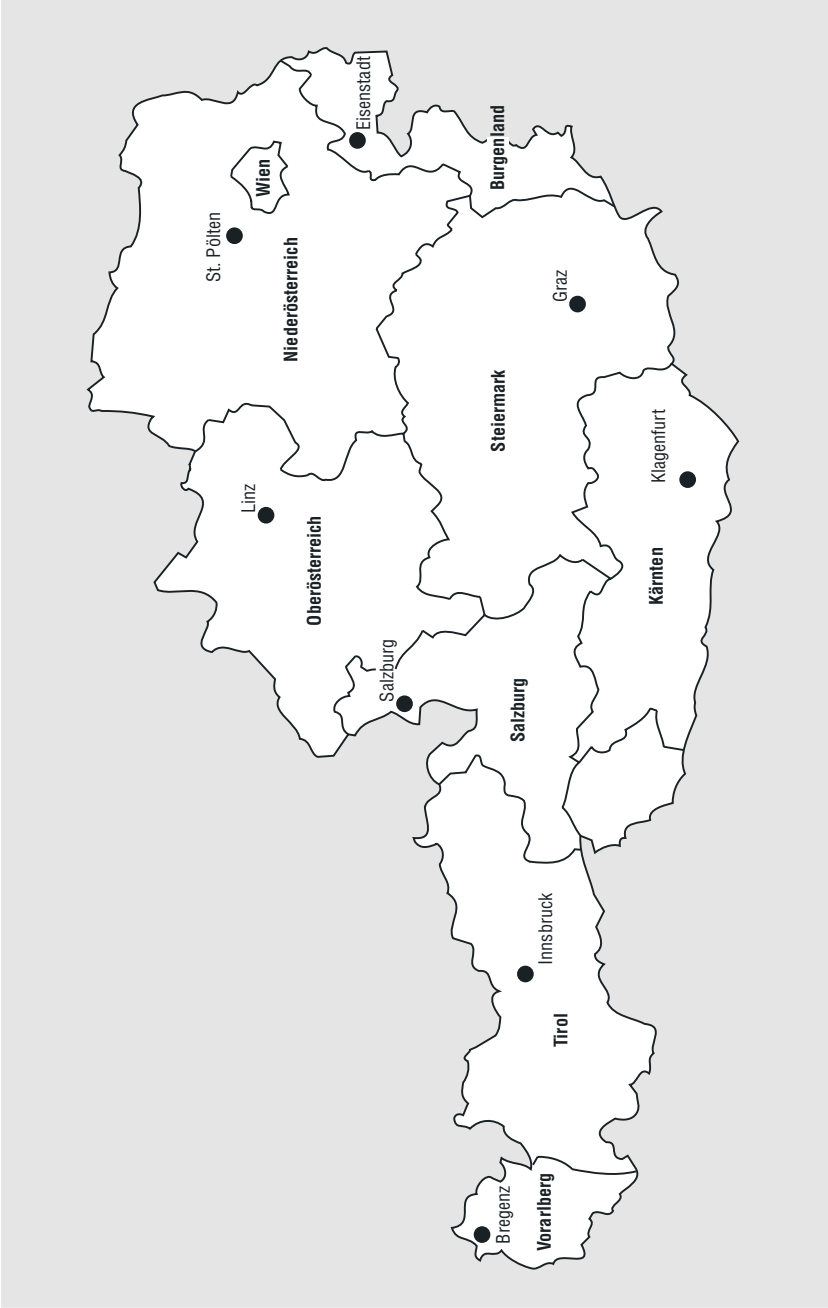 St. Pölten
Wien
Niederösterreich
Eisenstadt
Burgenland
Linz
Oberösterreich
Graz
Steiermark
Klagenfurt
Kärnten
Salzburg
Salzburg
Innsbruck
Tirol
Bregenz
Vorarlberg